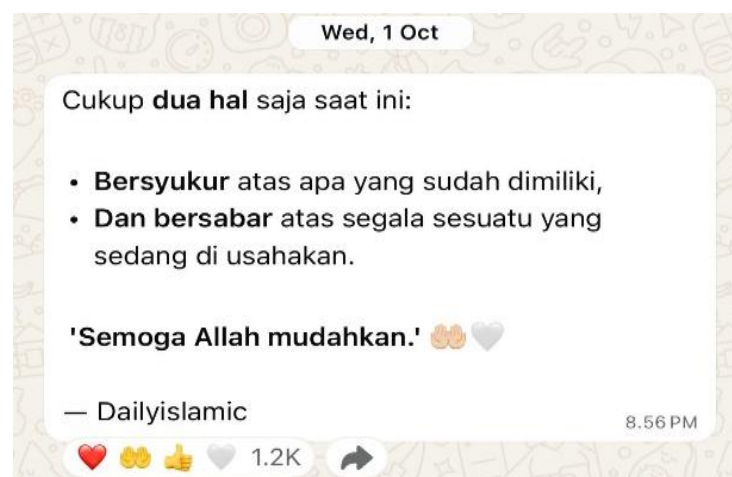 Wed, 1 Oct
Cukup dua hal saja saat ini:
• Bersyukur atas apa yang sudah dimiliki,
• Dan bersabar atas segala sesuatu yang
sedang di usahakan.
'Semoga Allah mudahkan.' 🤲🏻🤍
— Dailyislamic
8.56 PM
❤️ 🤲 👍 🤍 1.2K